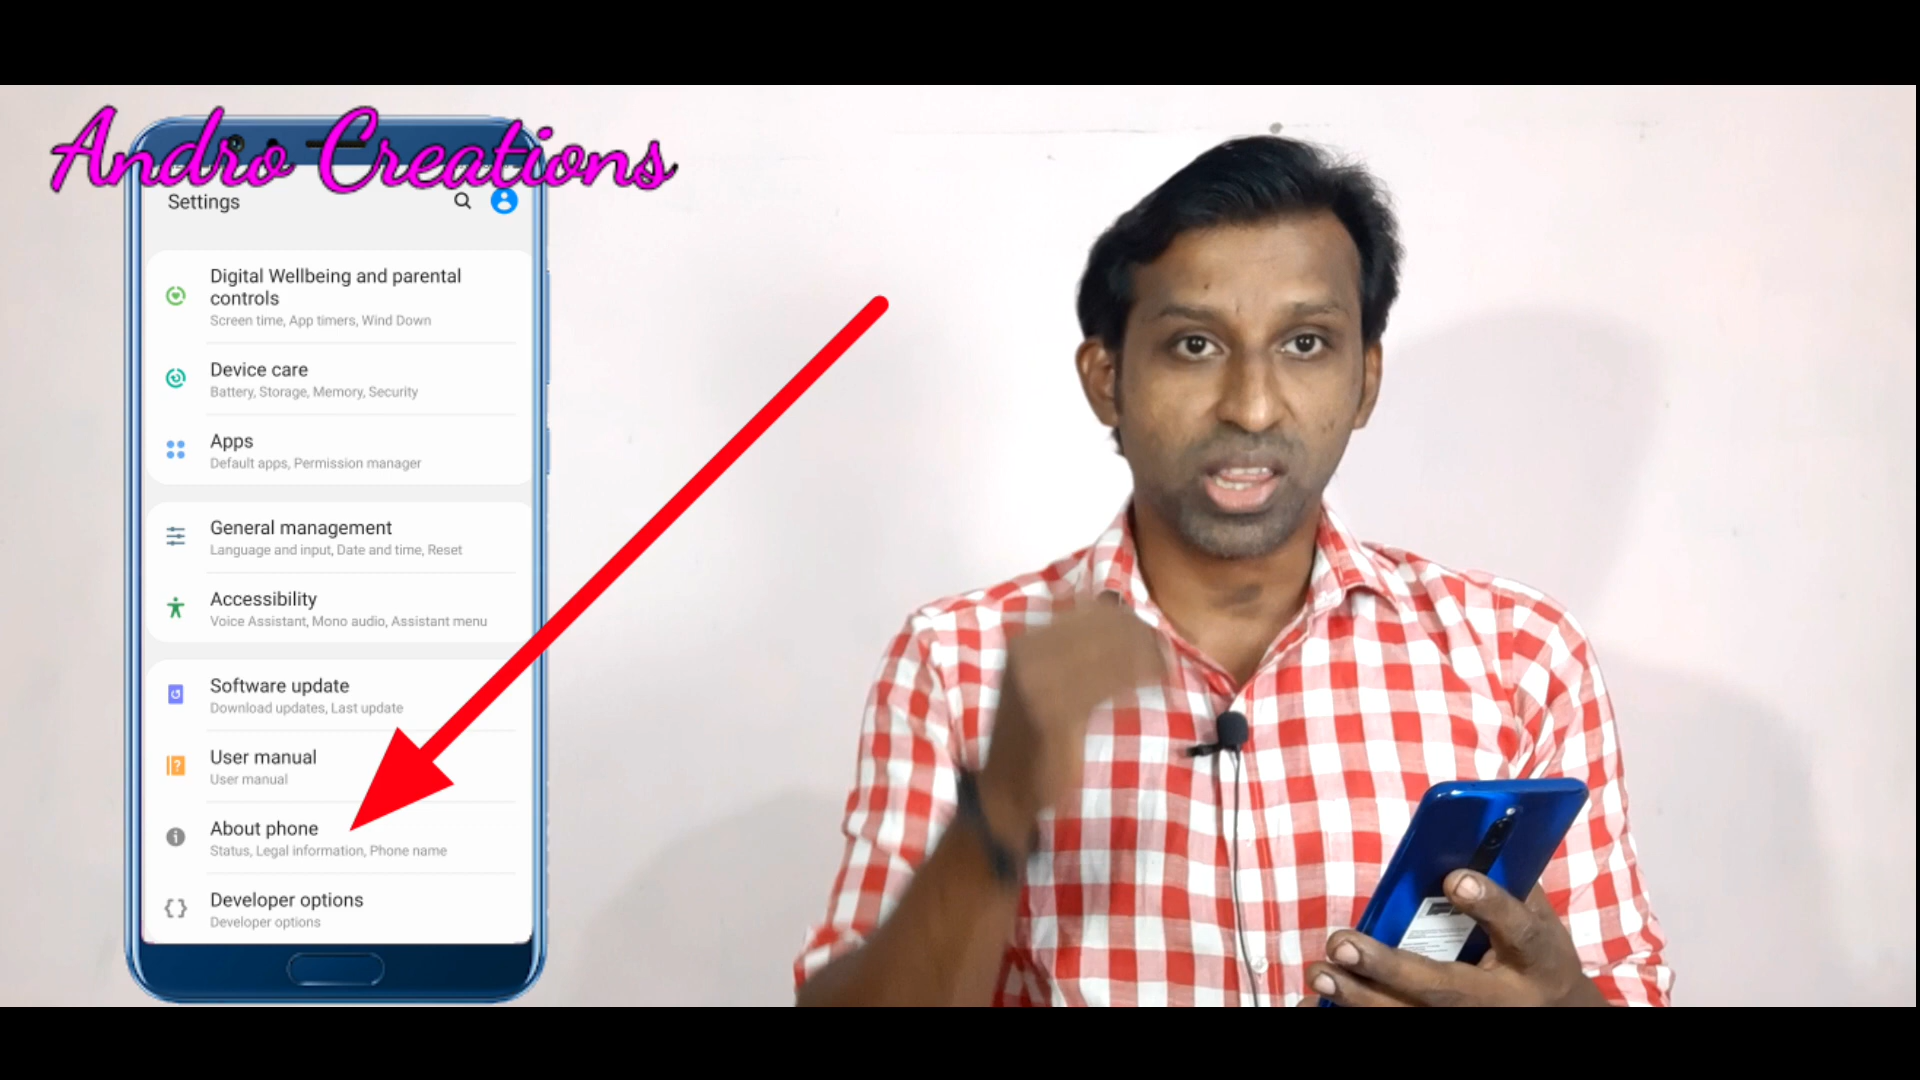 Andro Creations
Settings
Digital Wellbeing and parental
controls
Screen time, App timers, Wind Down
Device care
Battery, Storage, Memory, Security
Apps
Default apps, Permission manager
General management
Language and input, Date and time, Reset
Accessibility
Voice Assistant, Mono audio, Assistant menu
Software update
Download updates, Last update
User manual
User manual
About phone
Status, Legal information, Phone name
Developer options
Developer options